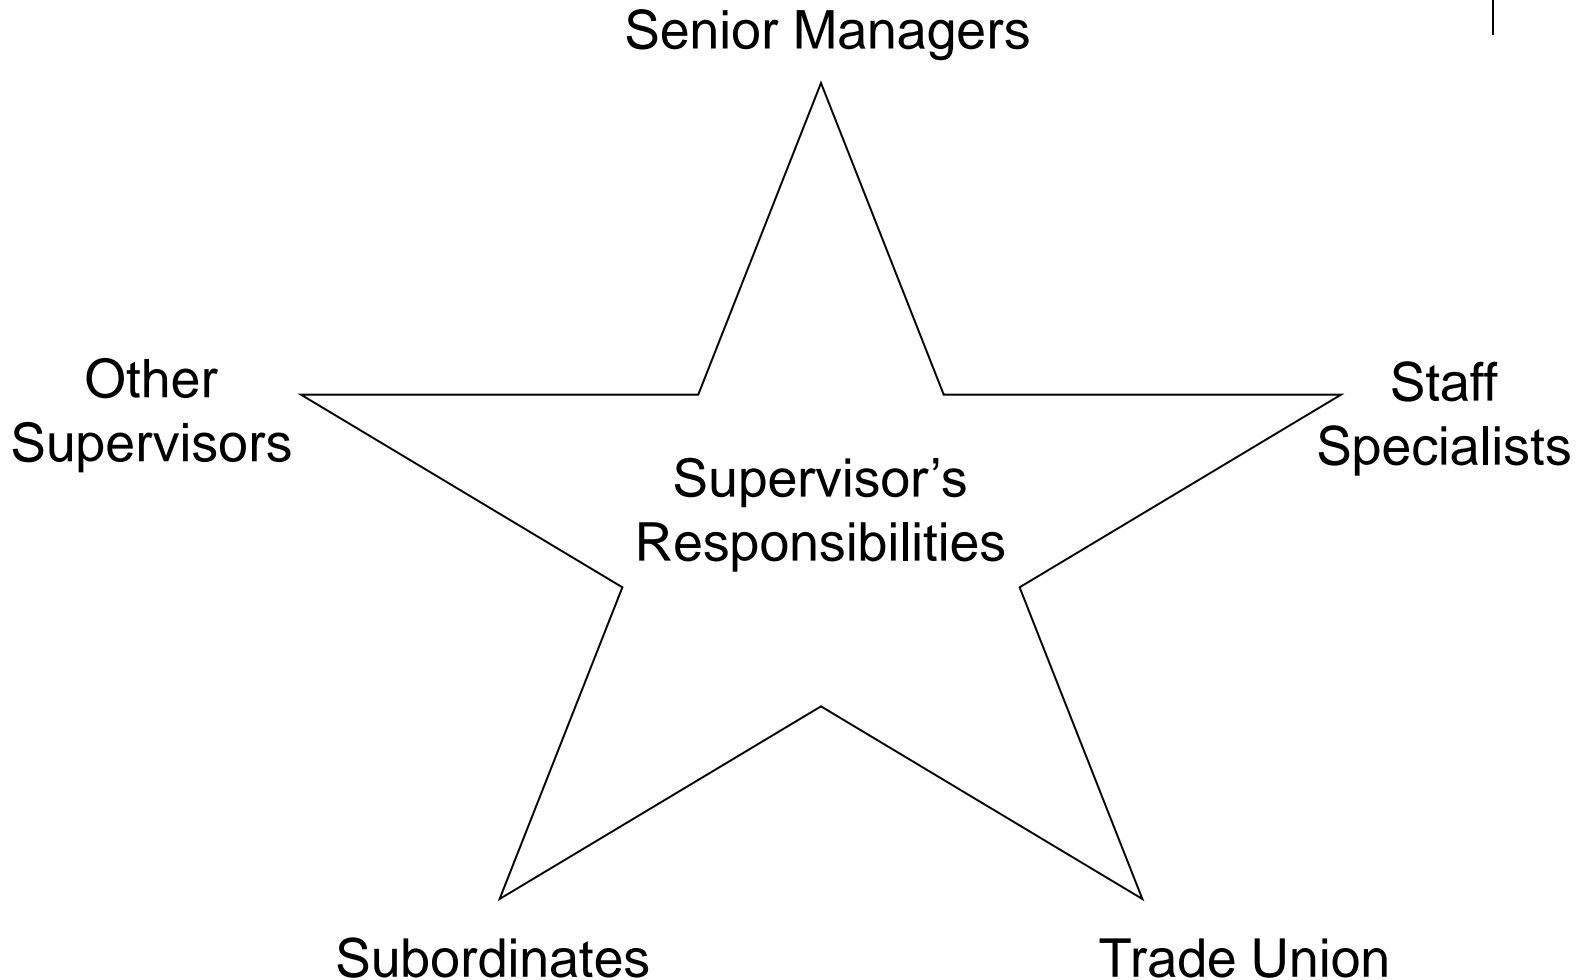 Senior Managers
Other
Supervisors
Staff
Specialists
Supervisor’s
Responsibilities
Subordinates
Trade Union